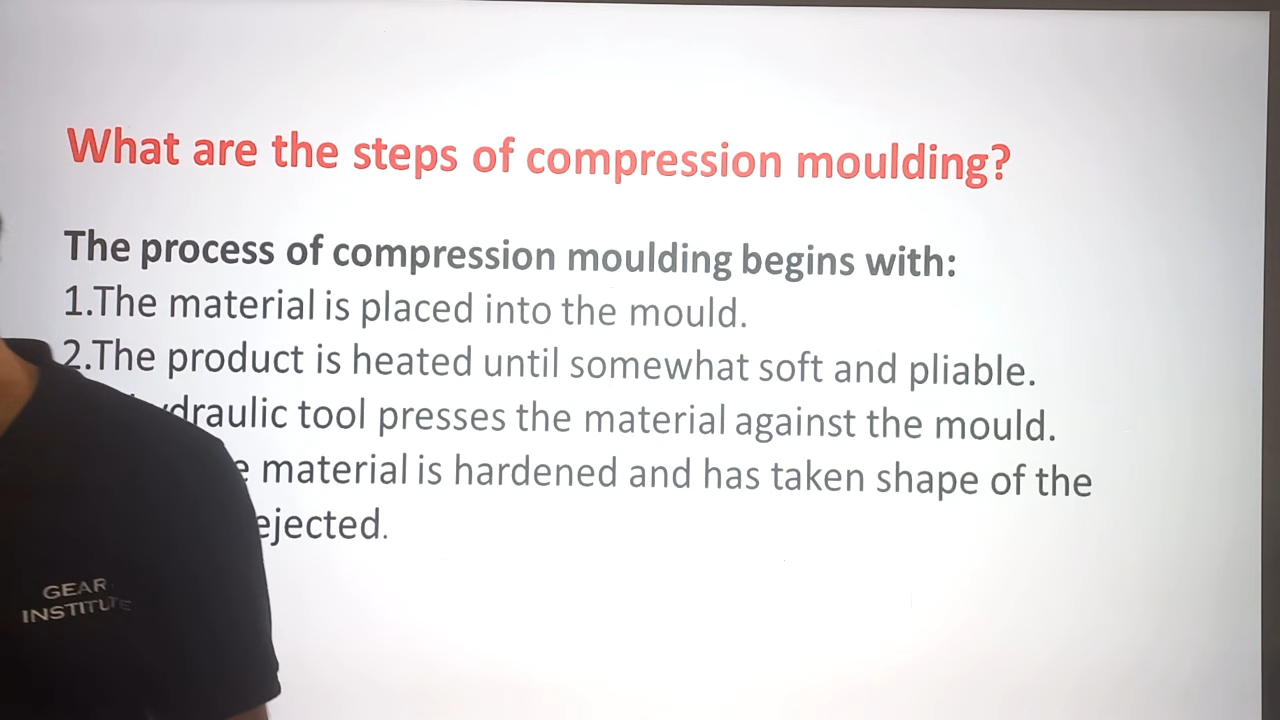 What are the steps of compression moulding?
The process of compression moulding begins with:
1.The material is placed into the mould.
2.The product is heated until somewhat soft and pliable.
tool presses the material against the mould.
material is hardened and has taken shape of the
ejected.
GEAR
INSTITUTE